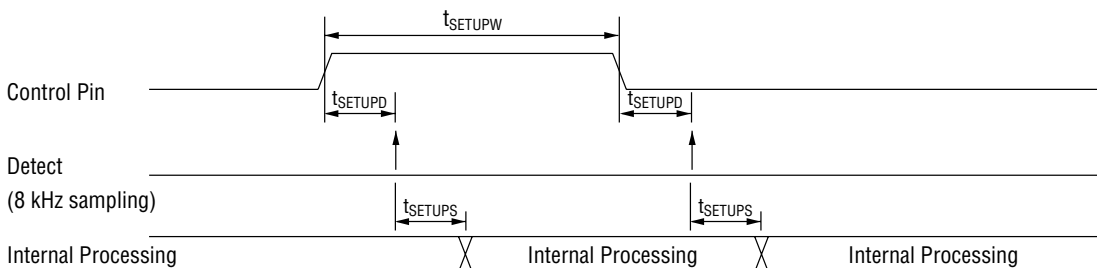 tSETUPW
Control Pin
tSETUPD tSETUPD
Detect
(8 kHz sampling)
tSETUPS tSETUPS
Internal Processing Internal Processing Internal Processing